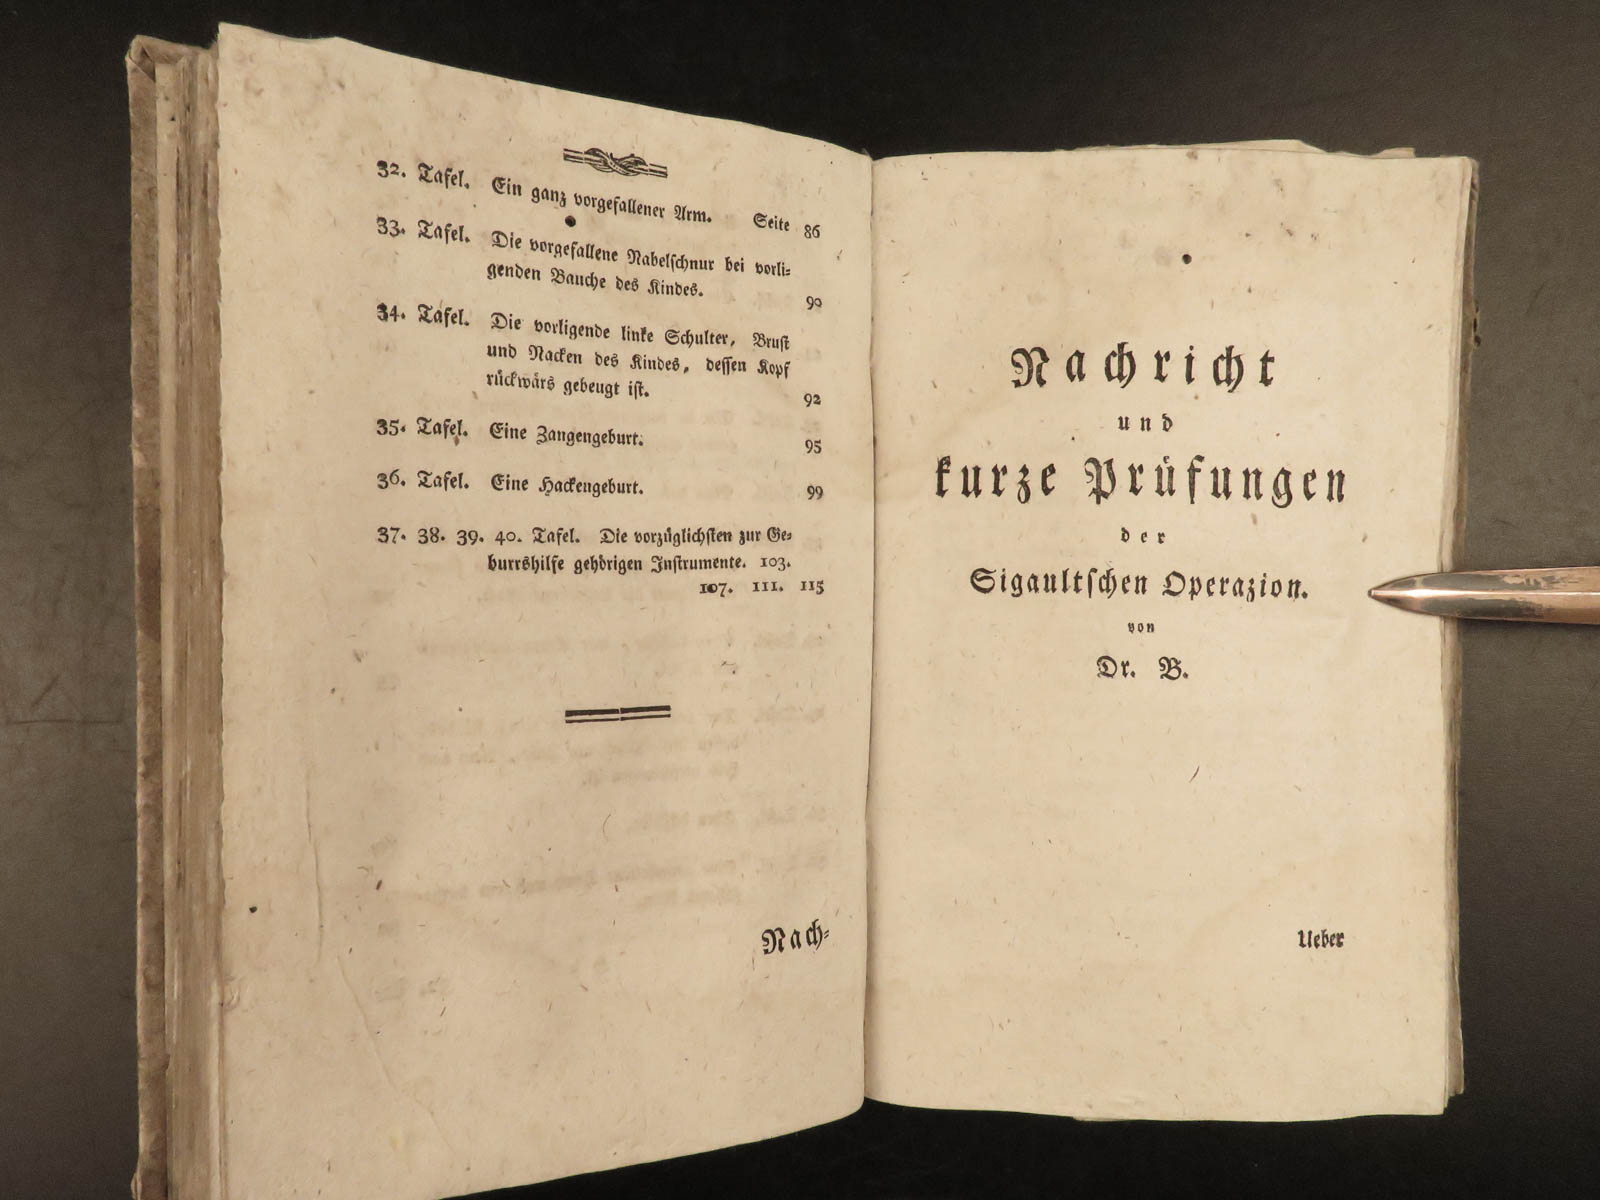 32. Tafel. Ein ganz vorgefallener Arm. Seite 86
33. Tafel. Die vorgefallene Nabelschnur bei vorli=
genden Bauche des Kindes. 90
34. Tafel. Die vorligende linke Schulter, Brust
und Nacken des Kindes, dessen Kopf
rückwärs gebeugt ist. 92
35. Tafel. Eine Zangengeburt. 95
36. Tafel. Eine Hackengeburt. 99
37. 38. 39. 40. Tafel. Die vorzüglichsten zur Ge=
burrshilfe gehörigen Instrumente. 103.
107. 111. 115
Nach=
Nachricht
und
kurze Prüfungen
der
Sigaultschen Operazion.
von
Dr. B.
Ueber